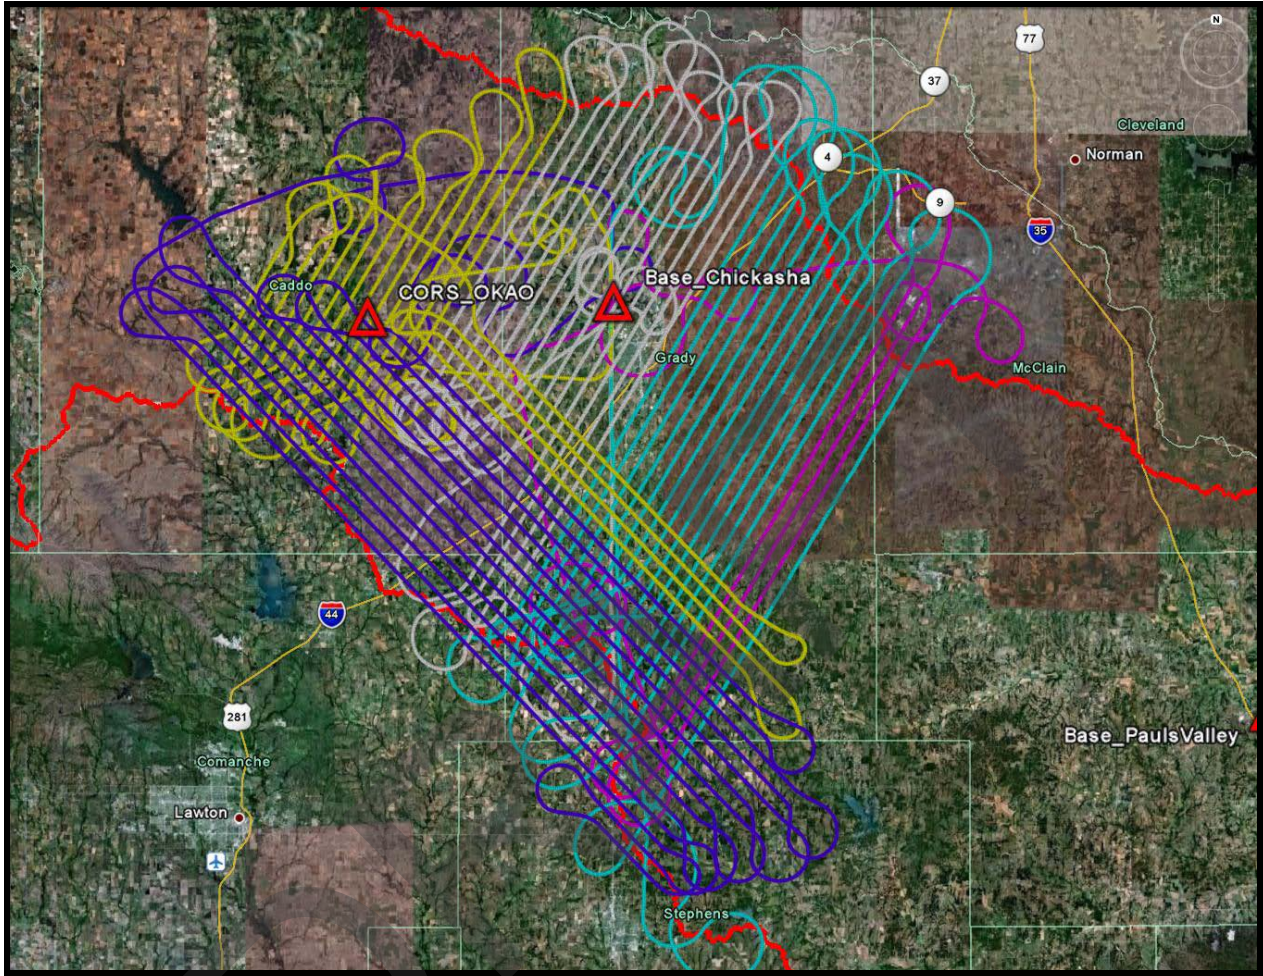 N
77
37
Cleveland
4
Norman
9
35
Caddo
CORS_OKAO
Base_Chickasha
Grady
McClain
44
281
Base_PaulsValley
Comanche
Lawton
Stephens